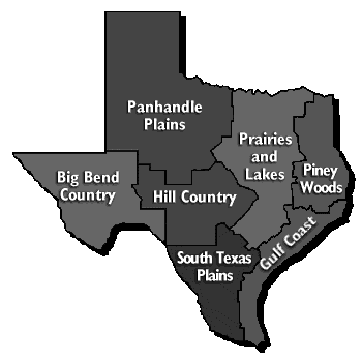 Panhandle
Plains
Prairies
and
Lakes
Piney
Woods
Big Bend
Country
Hill Country
Gulf Coast
South Texas
Plains